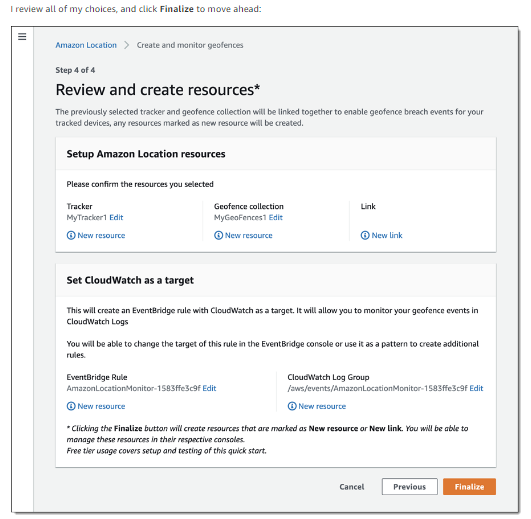 I review all of my choices, and click Finalize to move ahead:
Amazon Location > Create and monitor geofences
Step 4 of 4
Review and create resources*
The previously selected tracker and geofence collection will be linked together to enable geofence breach events for your
tracked devices, any resources marked as new resource will be created.
Setup Amazon Location resources
Please confirm the resources you selected
Tracker
MyTracker1 Edit
New resource
Geofence collection
MyGeoFences1 Edit
New resource
Link
New link
Set CloudWatch as a target
This will create an EventBridge rule with CloudWatch as a target. It will allow you to monitor your geofence events in
CloudWatch Logs
You will be able to change the target of this rule in the EventBridge console or use it as a pattern to create additional
rules.
EventBridge Rule
AmazonLocationMonitor-1583ffe3c9f Edit
New resource
CloudWatch Log Group
/aws/events/AmazonLocationMonitor-1583ffe3c9f Edit
New resource
* Clicking the Finalize button will create resources that are marked as New resource or New link. You will be able to
manage these resources in their respective consoles.
Free tier usage covers setup and testing of this quick start.
Cancel
Previous
Finalize